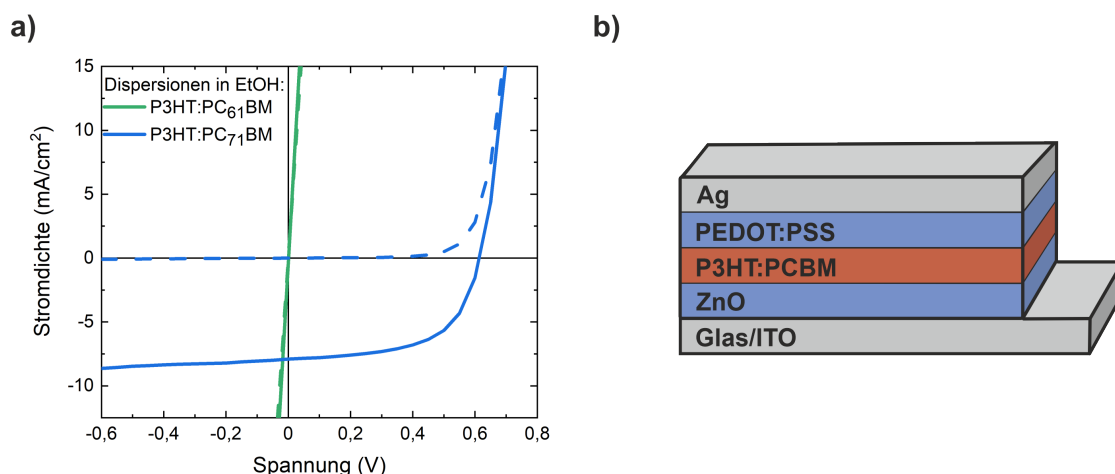 a)
b)
Dispersionen in EtOH:
P3HT:PC61BM
P3HT:PC71BM
Stromdichte (mA/cm²)
15
10
5
0
-5
-10
-0,6
-0,4
-0,2
0
0,2
0,4
0,6
0,8
Spannung (V)
Ag
PEDOT:PSS
P3HT:PCBM
ZnO
Glas/ITO